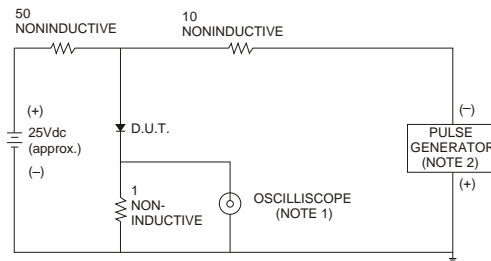 50
NONINDUCTIVE
10
NONINDUCTIVE
(+)
25Vdc
(approx.)
(–)
D.U.T.
1
NON-
INDUCTIVE
OSCILLISCOPE
(NOTE 1)
(–)
PULSE
GENERATOR
(NOTE 2)
(+)